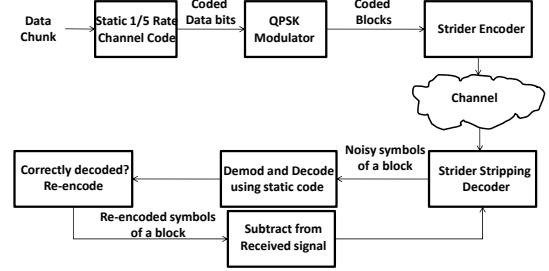 Data
Chunk
Static 1/5 Rate
Channel Code
Coded
Data bits
QPSK
Modulator
Coded
Blocks
Strider Encoder
Channel
Correctly decoded?
Re-encode
Demod and Decode
using static code
Noisy symbols
of a block
Strider Stripping
Decoder
Re-encoded symbols
of a block
Subtract from
Received signal